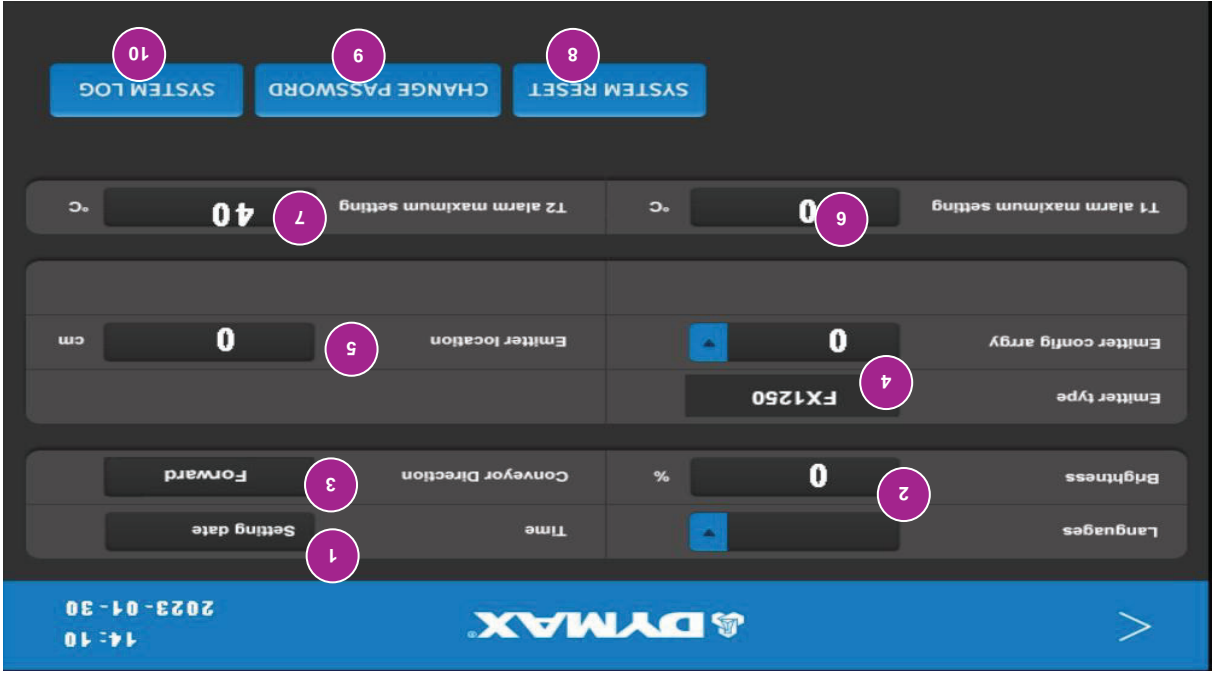 14:10
DYMAX®
2023-01-30
Languages Time 1 Setting date
Brightness 2 0 % Conveyor Direction 3 Forward
Emitter type 4 FX1250
Emitter config argy 0 Emitter location 5 0 cm
T1 alarm maximum setting 6 0 °C T2 alarm maximum setting 7 40 °C
SYSTEM RESET CHANGE PASSWORD SYSTEM LOG
8 9 10